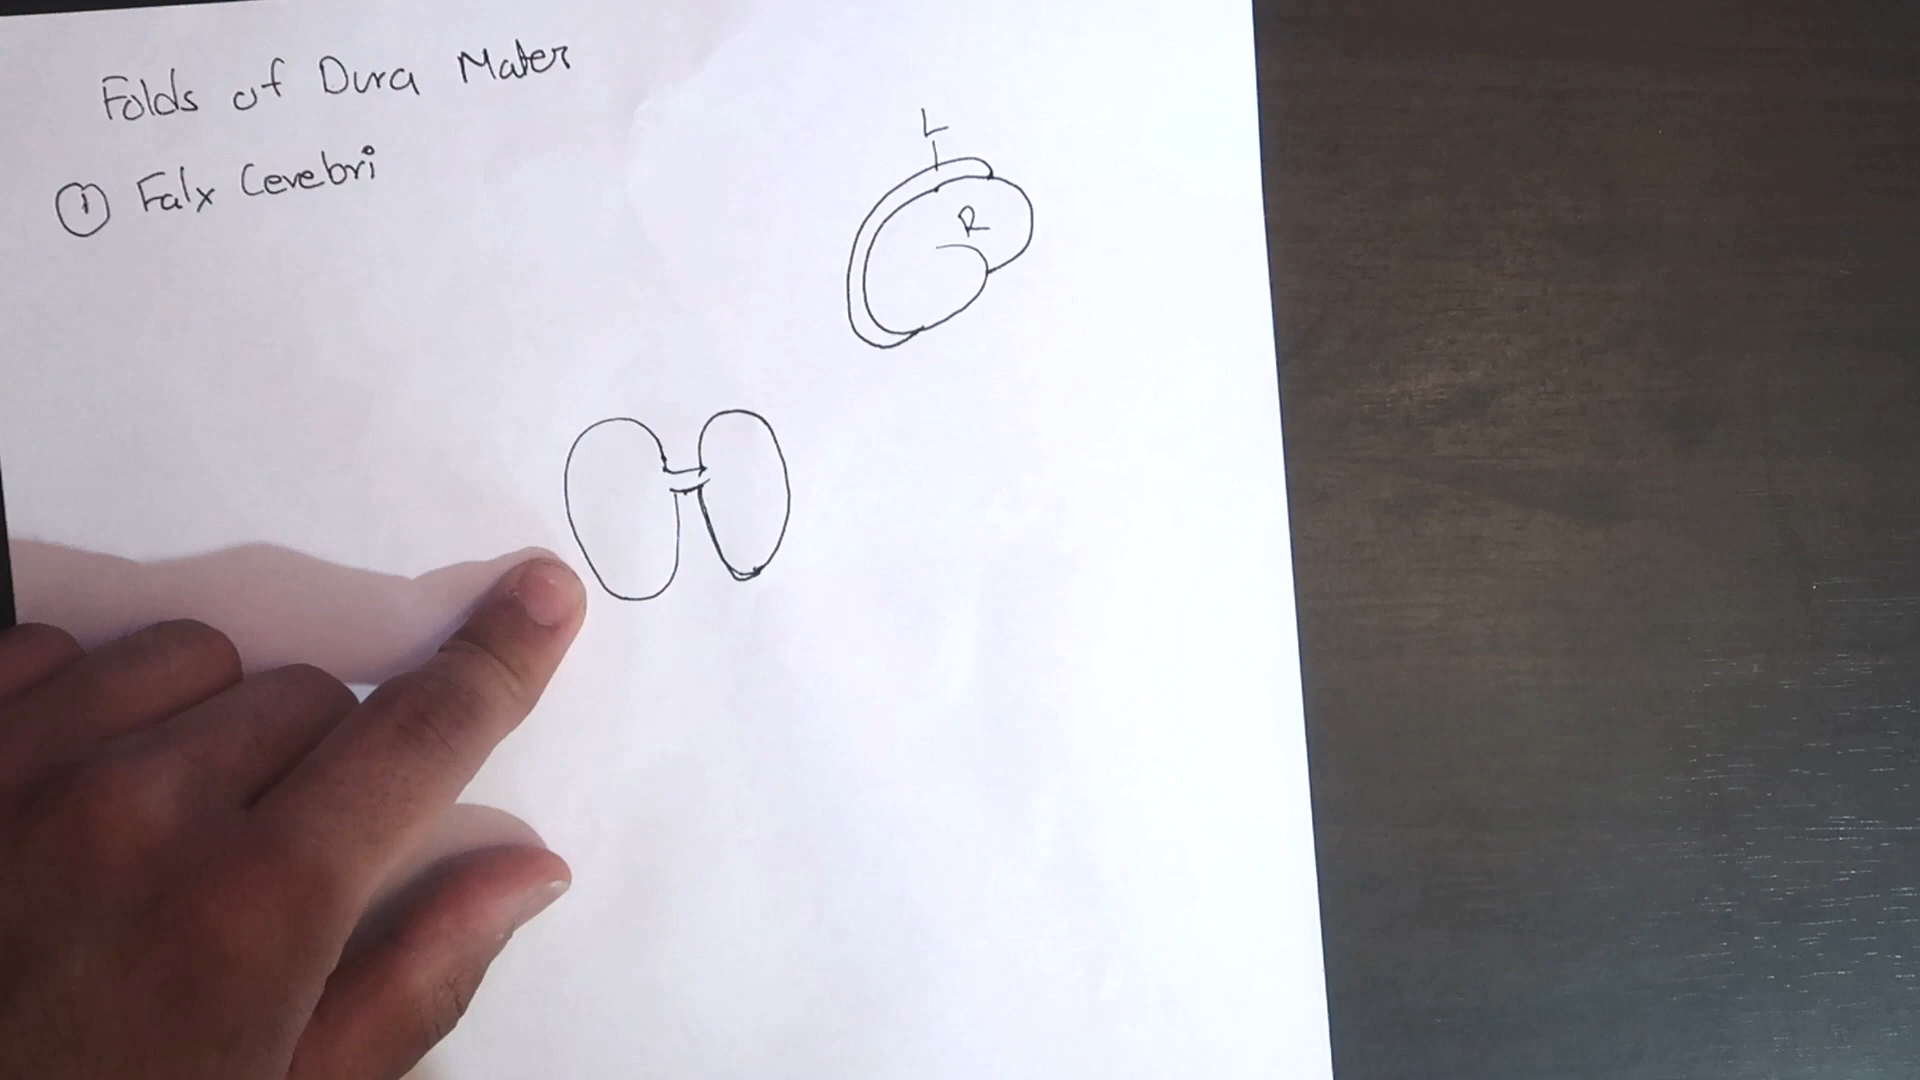 Folds of Dura Mater
① Falx Cerebri
L
R